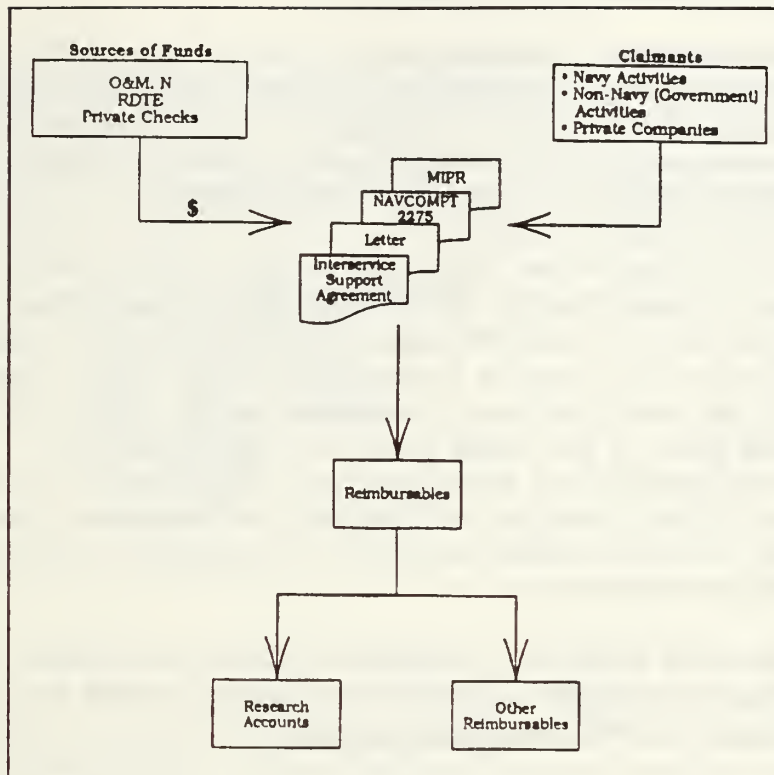 Sources of Funds
O&M. N
RDTE
Private Checks
Claimants
• Navy Activities
• Non-Navy (Government)
Activities
• Private Companies
$
MIPR
NAVCOMPT
2275
Letter
Interservice
Support
Agreement
Reimbursables
Research
Accounts
Other
Reimbursables